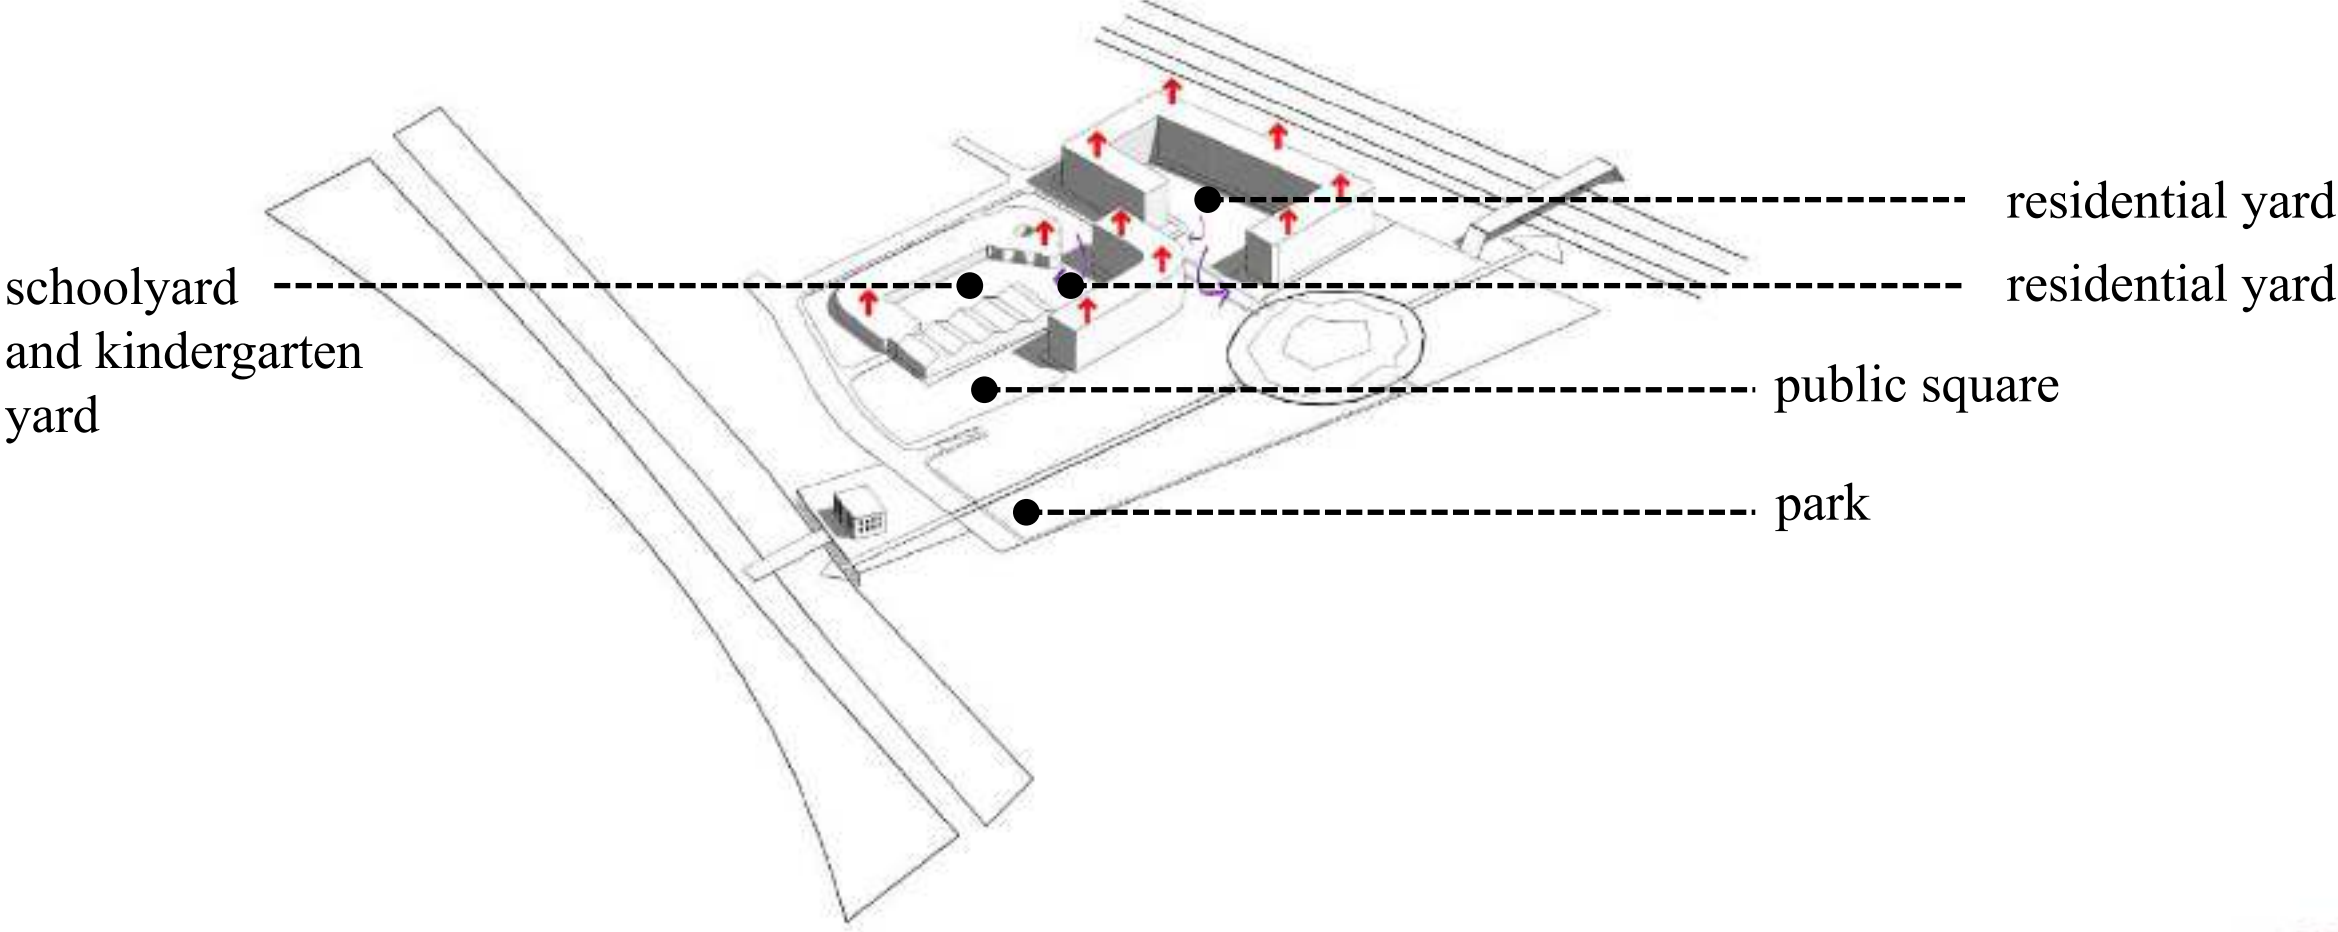 residential yard
schoolyard
and kindergarten
yard
residential yard
public square
park